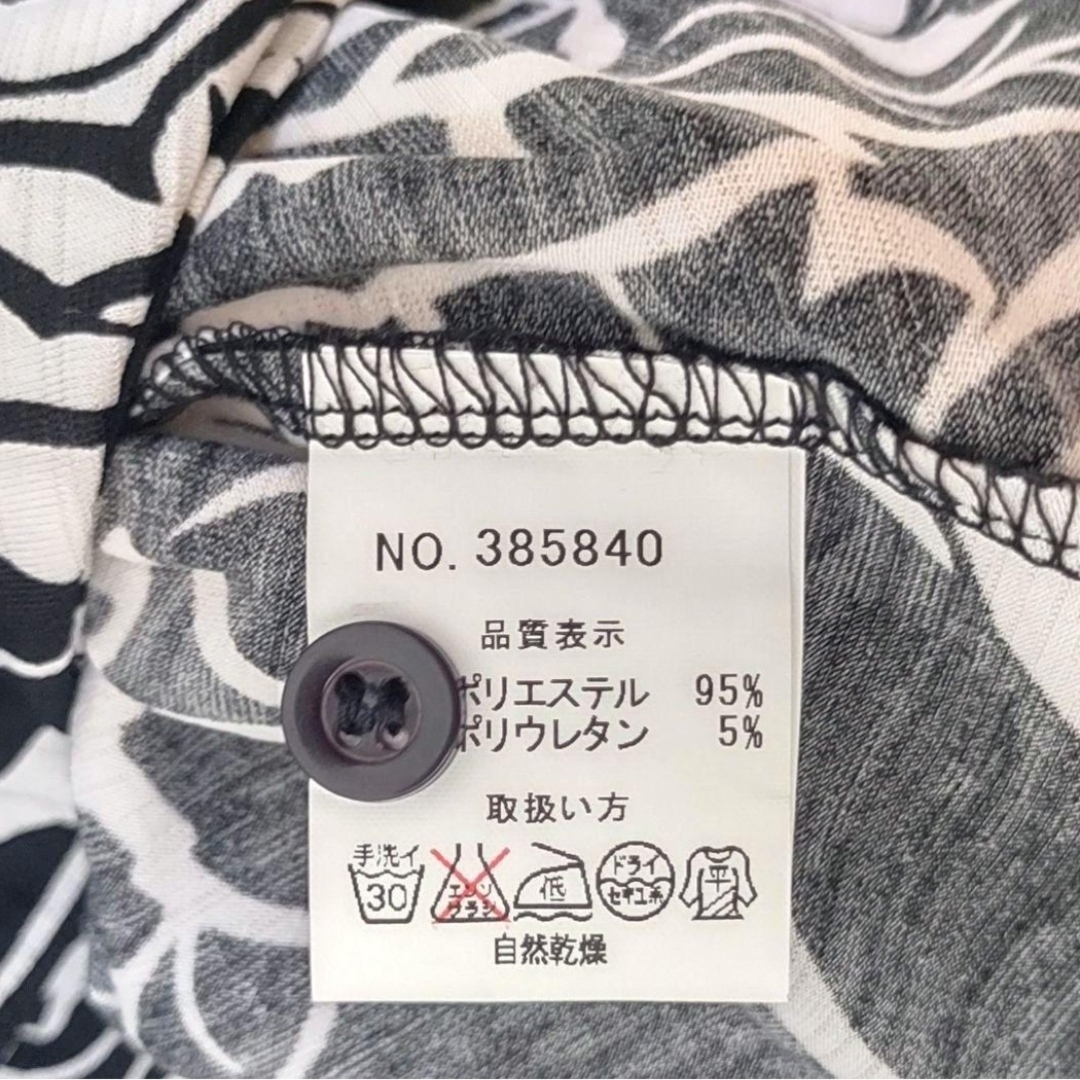 NO. 385840
品質表示
ポリエステル 95%
ポリウレタン 5%
取扱い方
手洗イ 30 エンソ サラシ 低 ドライ セキユ系 平
自然乾燥